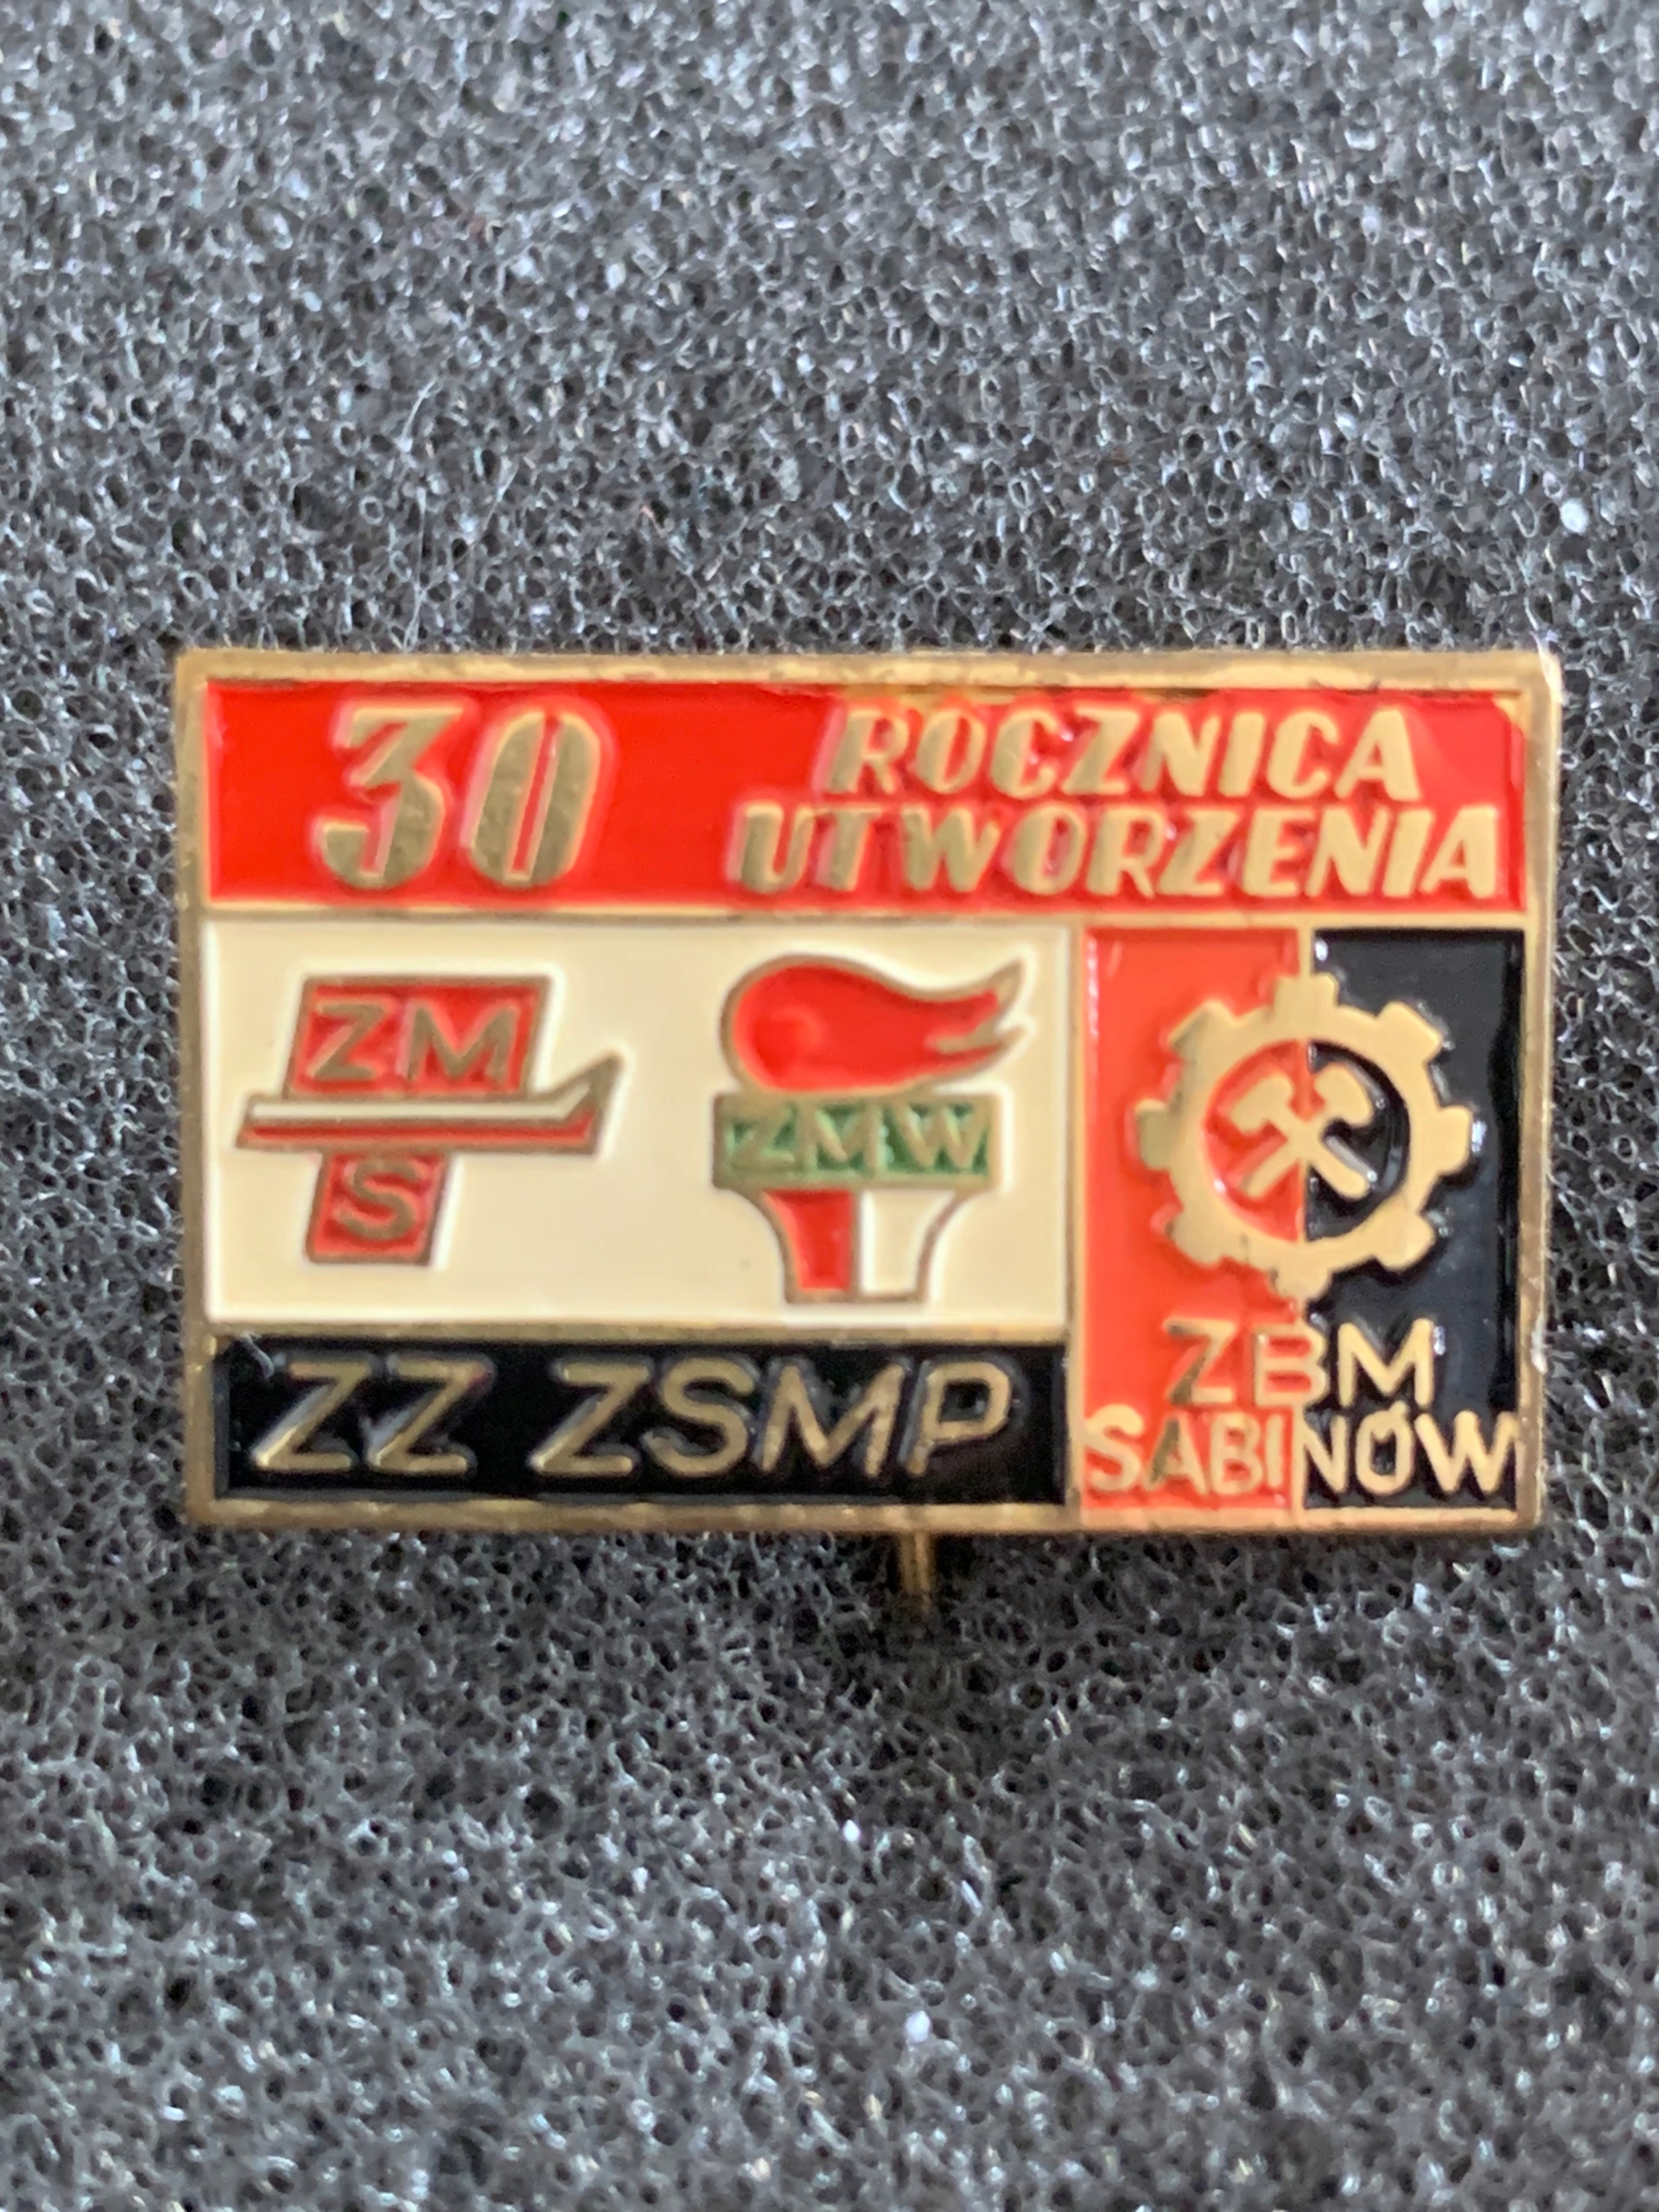 30
ROCZNICA
UTWORZENIA
ZM
S
ZMW
ZZ ZSMP
ZBM
SABINÓW